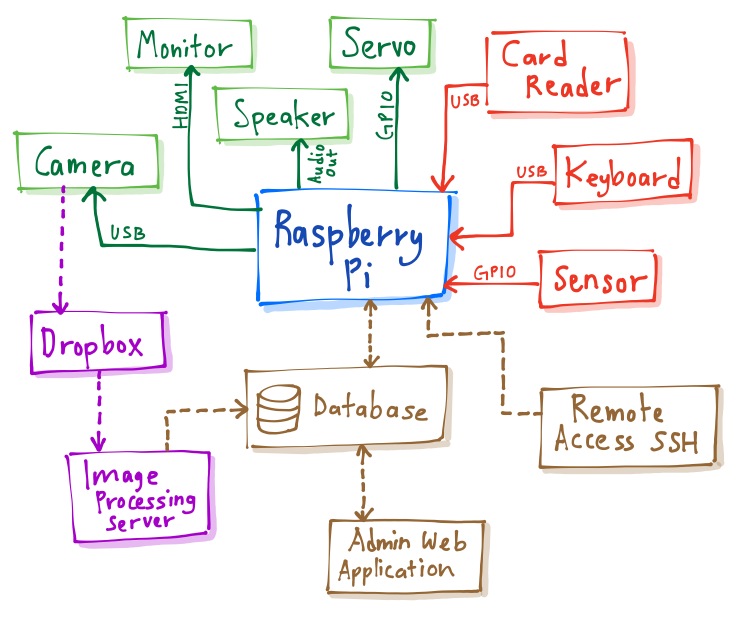 Monitor
Servo
Card
Reader
HDMI
Speaker
GPIO
USB
Camera
Audio
Out
USB
Keyboard
USB
Raspberry
Pi
GPIO
Sensor
Dropbox
Database
Remote
Access SSH
Image
Processing
Server
Admin Web
Application